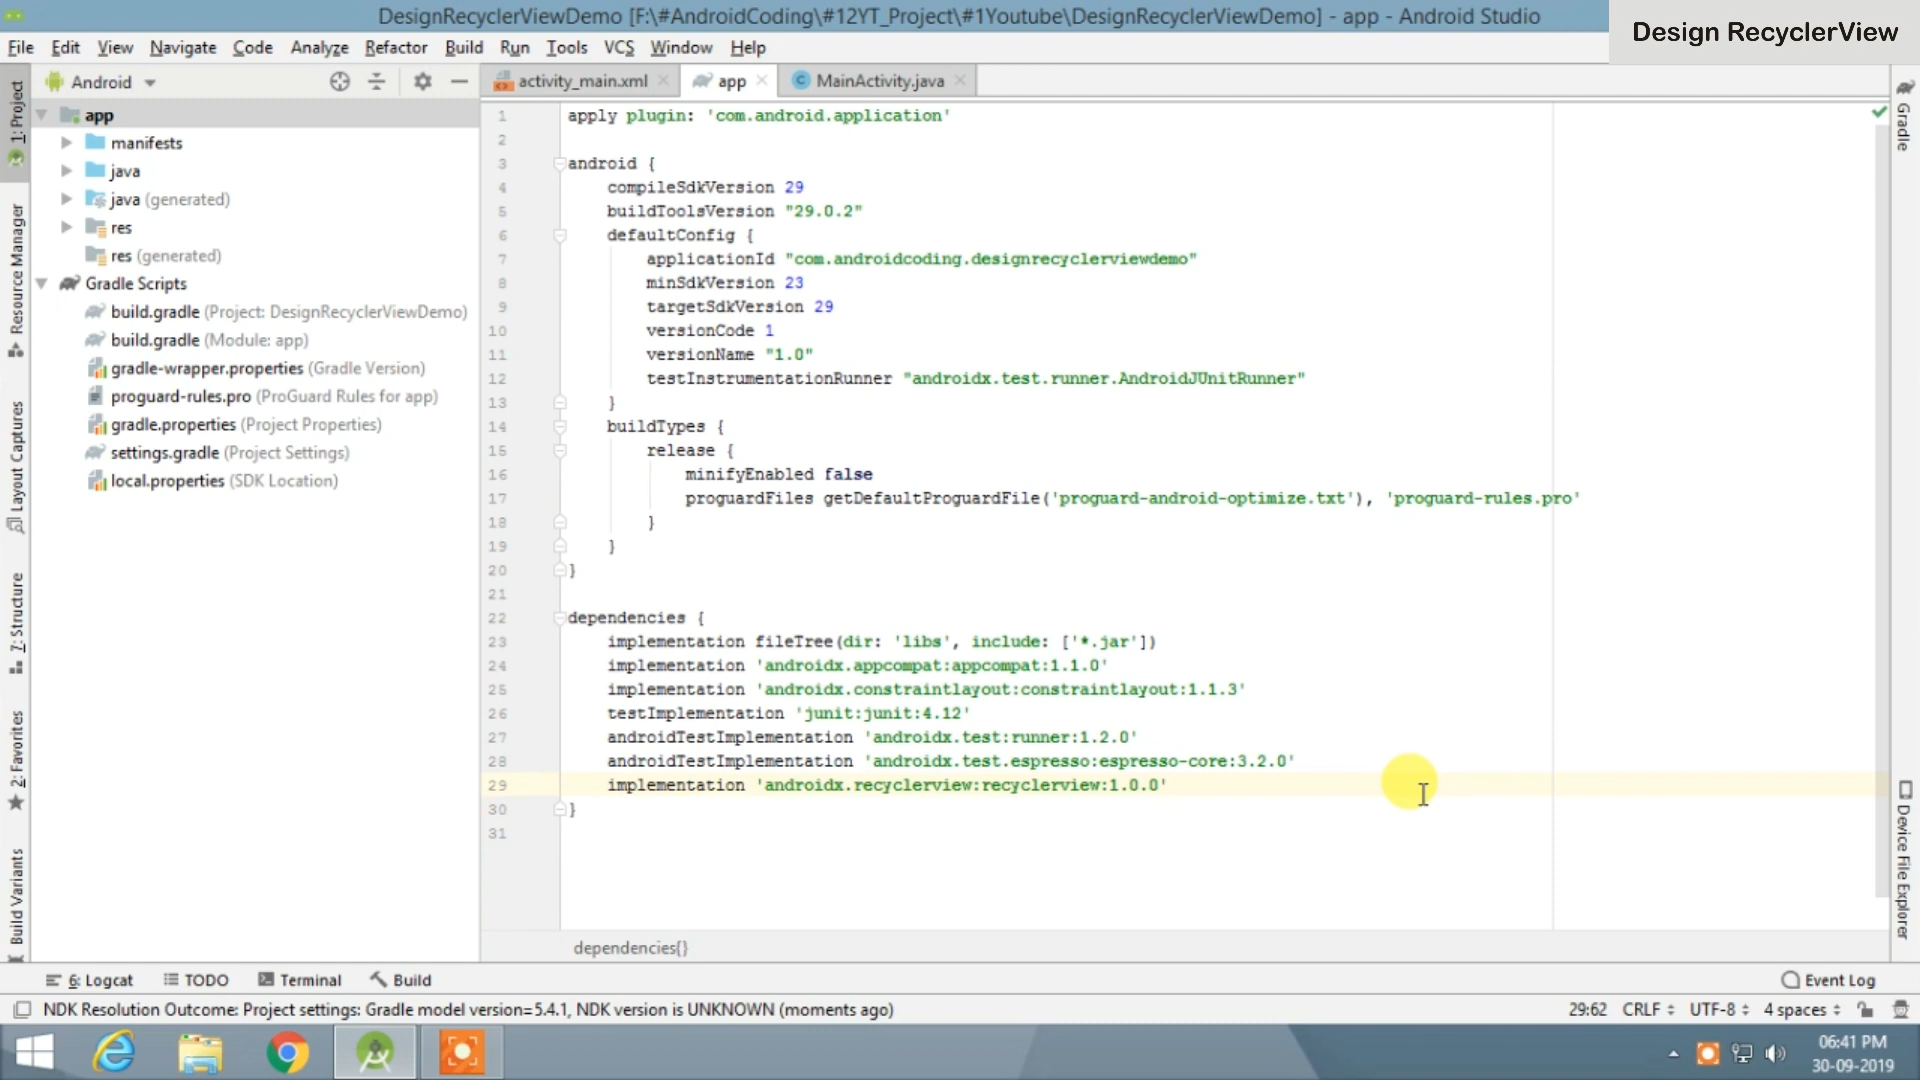 DesignRecyclerViewDemo [F:\#AndroidCoding\#12YT_Project\#1Youtube\DesignRecyclerViewDemo] - app - Android Studio
Design RecyclerView
File Edit View Navigate Code Analyze Refactor Build Run Tools VCS Window Help
Android
activity_main.xml
app
MainActivity.java
1: Project
Resource Manager
Layout Captures
7: Structure
2: Favorites
Build Variants
app
manifests
java
java (generated)
res
res (generated)
Gradle Scripts
build.gradle (Project: DesignRecyclerViewDemo)
build.gradle (Module: app)
gradle-wrapper.properties (Gradle Version)
proguard-rules.pro (ProGuard Rules for app)
gradle.properties (Project Properties)
settings.gradle (Project Settings)
local.properties (SDK Location)
1 apply plugin: 'com.android.application'
2
3 android {
4 compileSdkVersion 29
5 buildToolsVersion "29.0.2"
6 defaultConfig {
7 applicationId "com.androidcoding.designrecyclerviewdemo"
8 minSdkVersion 23
9 targetSdkVersion 29
10 versionCode 1
11 versionName "1.0"
12 testInstrumentationRunner "androidx.test.runner.AndroidJUnitRunner"
13 }
14 buildTypes {
15 release {
16 minifyEnabled false
17 proguardFiles getDefaultProguardFile('proguard-android-optimize.txt'), 'proguard-rules.pro'
18 }
19 }
20 }
21
22 dependencies {
23 implementation fileTree(dir: 'libs', include: ['*.jar'])
24 implementation 'androidx.appcompat:appcompat:1.1.0'
25 implementation 'androidx.constraintlayout:constraintlayout:1.1.3'
26 testImplementation 'junit:junit:4.12'
27 androidTestImplementation 'androidx.test:runner:1.2.0'
28 androidTestImplementation 'androidx.test.espresso:espresso-core:3.2.0'
29 implementation 'androidx.recyclerview:recyclerview:1.0.0'
30 }
31
dependencies{}
Gradle
Device File Explorer
6: Logcat TODO Terminal Build
Event Log
NDK Resolution Outcome: Project settings: Gradle model version=5.4.1, NDK version is UNKNOWN (moments ago)
29:62 CRLF UTF-8 4 spaces
06:41 PM
30-09-2019